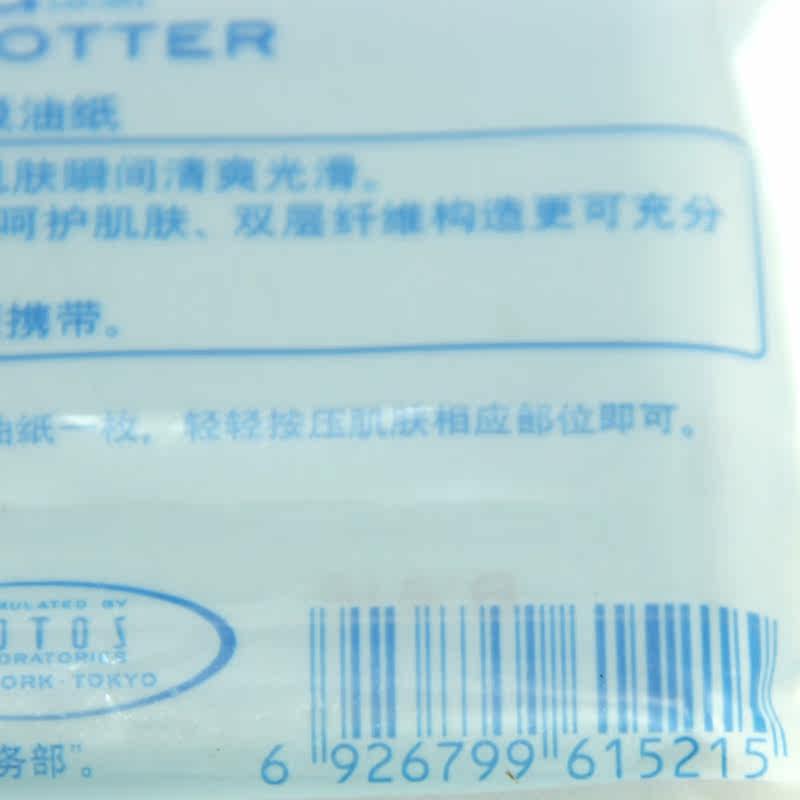 OTTER
吸油纸
肌肤瞬间清爽光滑。
呵护肌肤、双层纤维构造更可充分
携带。
油纸一枚,轻轻按压肌肤相应部位即可。
MULATED BY
ORATORIES
ORK·TOKYO
务部"。
6 926799 615215